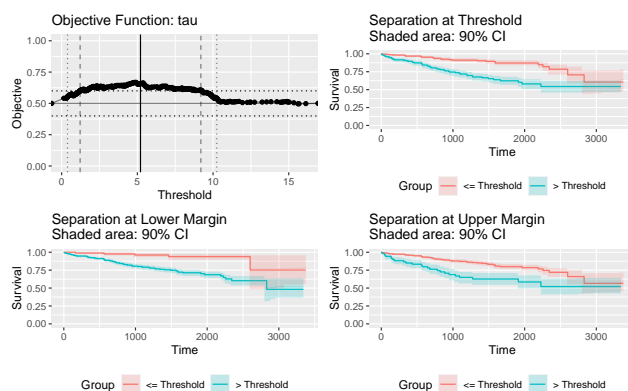 Objective Function: tau
1.00
0.75
0.50
0.25
0.00
Objective
0
5
10
15
Threshold
Separation at Threshold
Shaded area: 90% CI
1.00
0.75
0.50
0.25
0.00
Survival
0
1000
2000
3000
Time
Group
<= Threshold
> Threshold
Separation at Lower Margin
Shaded area: 90% CI
1.00
0.75
0.50
0.25
0.00
Survival
0
1000
2000
3000
Time
Group
<= Threshold
> Threshold
Separation at Upper Margin
Shaded area: 90% CI
1.00
0.75
0.50
0.25
0.00
Survival
0
1000
2000
3000
Time
Group
<= Threshold
> Threshold